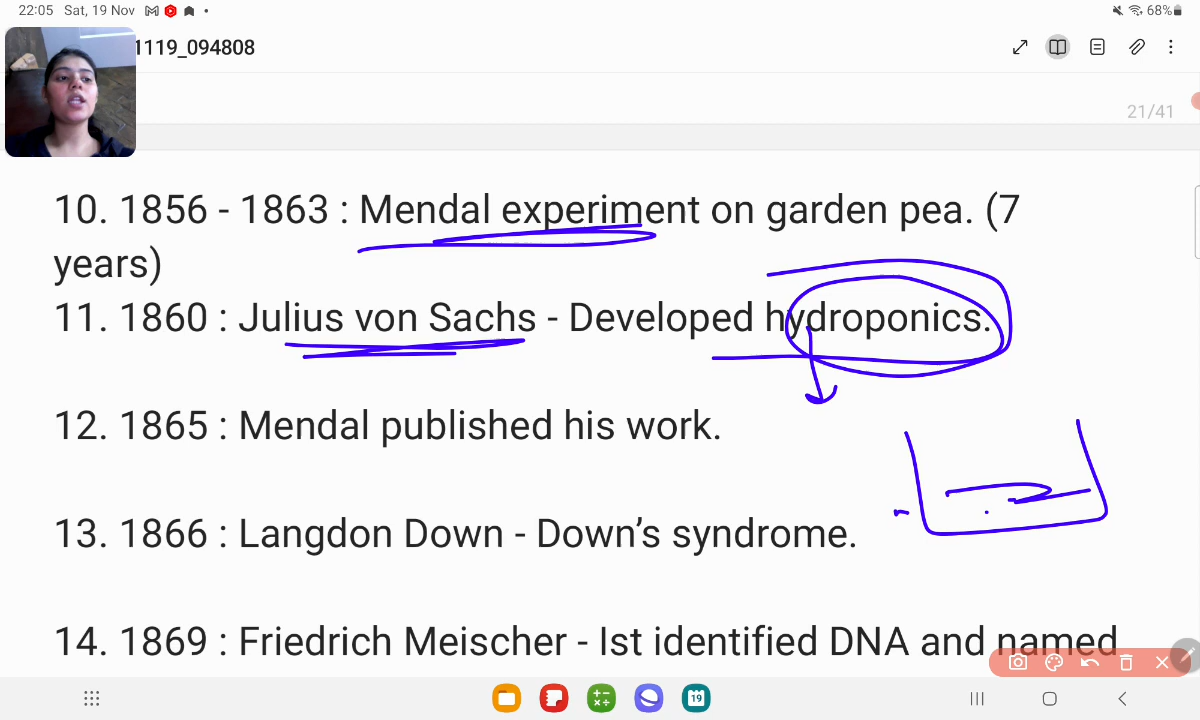 22:05 Sat, 19 Nov
68%
1119_094808
21/41
10. 1856 - 1863 : Mendal experiment on garden pea. (7
years)
11. 1860 : Julius von Sachs - Developed hydroponics.
12. 1865 : Mendal published his work.
13. 1866 : Langdon Down - Down’s syndrome.
14. 1869 : Friedrich Meischer - Ist identified DNA and named
19